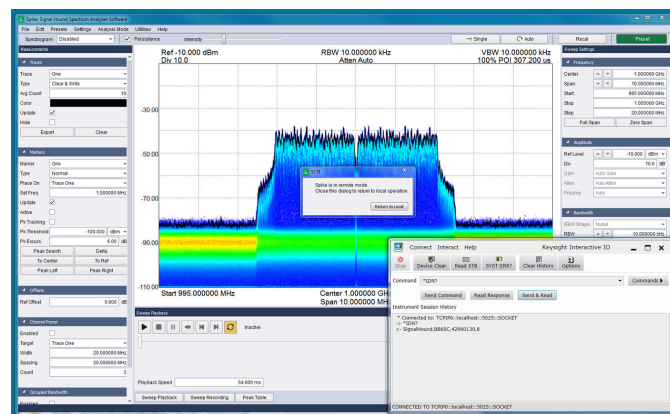 Spike: Signal Hound Spectrum Analyzer Software
File Edit Presets Settings Analysis Mode Utilities Help
Spectrogram Disabled Persistence Intensity Single Auto Recal Preset
Measurements
Traces
Trace One
Type Clear & Write
Avg Count 10
Color
Update
Hide
Export Clear
Markers
Marker One
Type Normal
Place On Trace One
Set Freq 1.000000 MHz
Update
Active
Pk Tracking
Pk Threshold -100.000 dBm
Pk Excurs 6.00 dB
Peak Search Delta
To Center To Ref
Peak Left Peak Right
Offsets
Ref Offset 0.000 dB
Channel Power
Enabled
Target Trace One
Width 20.000000 MHz
Spacing 20.000000 MHz
Count 3
Occupied Bandwidth
Enabled
Ref -10.000 dBm RBW 10.000000 kHz VBW 10.000000 kHz
Div 10.0 Atten Auto 100% POI 307.200 us
-30.00
-50.00
-70.00
-90.00
-110.00
Start 995.000000 MHz Center 1.000000 GHz
Span 10.000000 MHz
SCPI
Spike is in remote mode.
Close this dialog to return to local operation.
Return to Local
Sweep Playback
Inactive
Playback Speed 54.000 ms
Sweep Playback Sweep Recording Peak Table
Sweep Settings
Frequency
Center 1.000000 GHz
Span 10.000000 MHz
Start 995.000000 MHz
Stop 1.005000 GHz
Step 20.000000 MHz
Full Span Zero Span
Amplitude
Ref Level -10.000 dBm
Div 10.0 dB
Gain Auto Gain
Atten Auto Atten
Preamp Auto
Bandwidth
RBW Shape Nuttall
RBW 10.000000 kHz
Connect Interact Help Keysight Interactive IO
Stop Device Clear Read STB SYST:ERR? Clear History Options
Command *IDN? Commands
Send Command Read Response Send & Read
Instrument Session History
* Connected to: TCPIP0::localhost::5025::SOCKET
-> *IDN?
<- SignalHound,BB60C,42960130,8
CONNECTED TO TCPIP0::localhost::5025::SOCKET